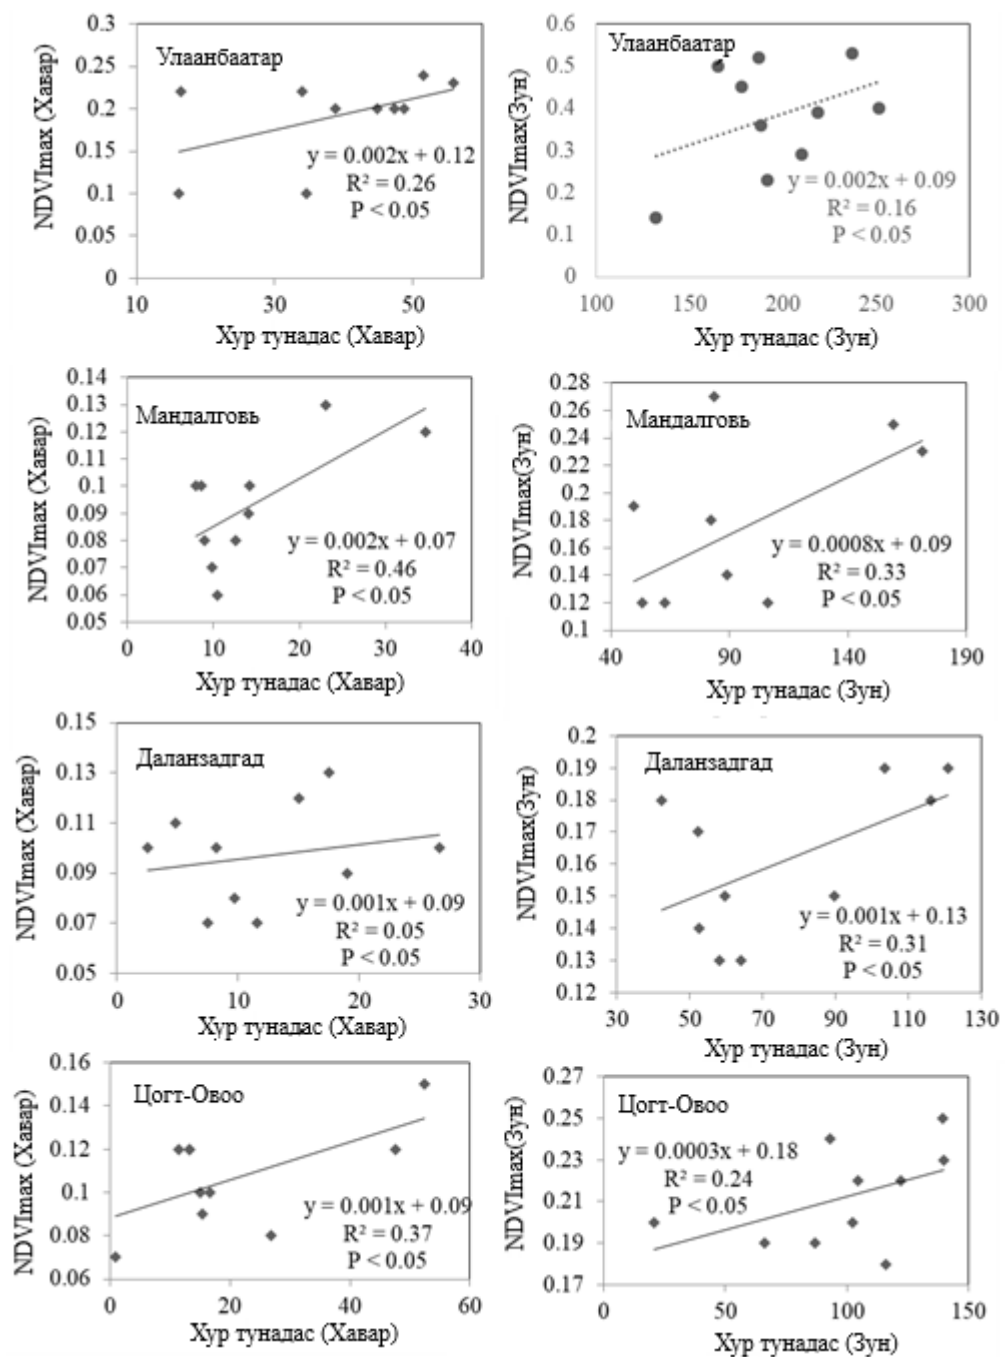 Улаанбаатар
NDVImax (Хавар)
0.3
0.25
0.2
0.15
0.1
0.05
0
y = 0.002x + 0.12
R² = 0.26
P < 0.05
10 30 50
Хур тунадас (Хавар)
Улаанбаатар
NDVImax(Зун)
0.6
0.5
0.4
0.3
0.2
0.1
0
y = 0.002x + 0.09
R² = 0.16
P < 0.05
100 150 200 250 300
Хур тунадас (Зун)
Мандалговь
NDVImax (Хавар)
0.14
0.13
0.12
0.11
0.1
0.09
0.08
0.07
0.06
0.05
y = 0.002x + 0.07
R² = 0.46
P < 0.05
0 10 20 30 40
Хур тунадас (Хавар)
Мандалговь
NDVImax(Зун)
0.28
0.26
0.24
0.22
0.2
0.18
0.16
0.14
0.12
0.1
y = 0.0008x + 0.09
R² = 0.33
P < 0.05
40 90 140 190
Хур тунадас (Зун)
Даланзадгад
NDVImax (Хавар)
0.15
0.13
0.11
0.09
0.07
0.05
y = 0.001x + 0.09
R² = 0.05
P < 0.05
0 10 20 30
Хур тунадас (Хавар)
Даланзадгад
NDVImax(Зун)
0.2
0.19
0.18
0.17
0.16
0.15
0.14
0.13
0.12
y = 0.001x + 0.13
R² = 0.31
P < 0.05
30 50 70 90 110 130
Хур тунадас (Зун)
Цогт-Овоо
NDVImax (Хавар)
0.16
0.14
0.12
0.1
0.08
0.06
y = 0.001x + 0.09
R² = 0.37
P < 0.05
0 20 40 60
Хур тунадас (Хавар)
Цогт-Овоо
NDVImax(Зун)
0.27
0.25
0.23
0.21
0.19
0.17
y = 0.0003x + 0.18
R² = 0.24
P < 0.05
0 50 100 150
Хур тунадас (Зун)